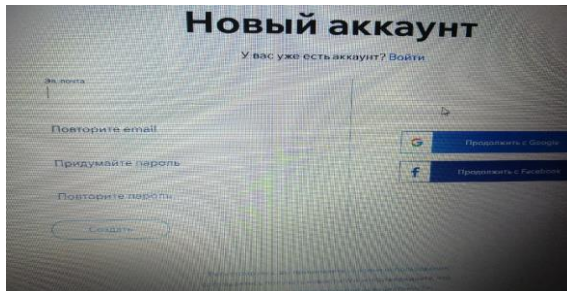 Новый аккаунт
У вас уже есть аккаунт? Войти
Эл. почта
Повторите email
Придумайте пароль
Повторите пароль
Создать
Продолжить с Google
Продолжить с Facebook